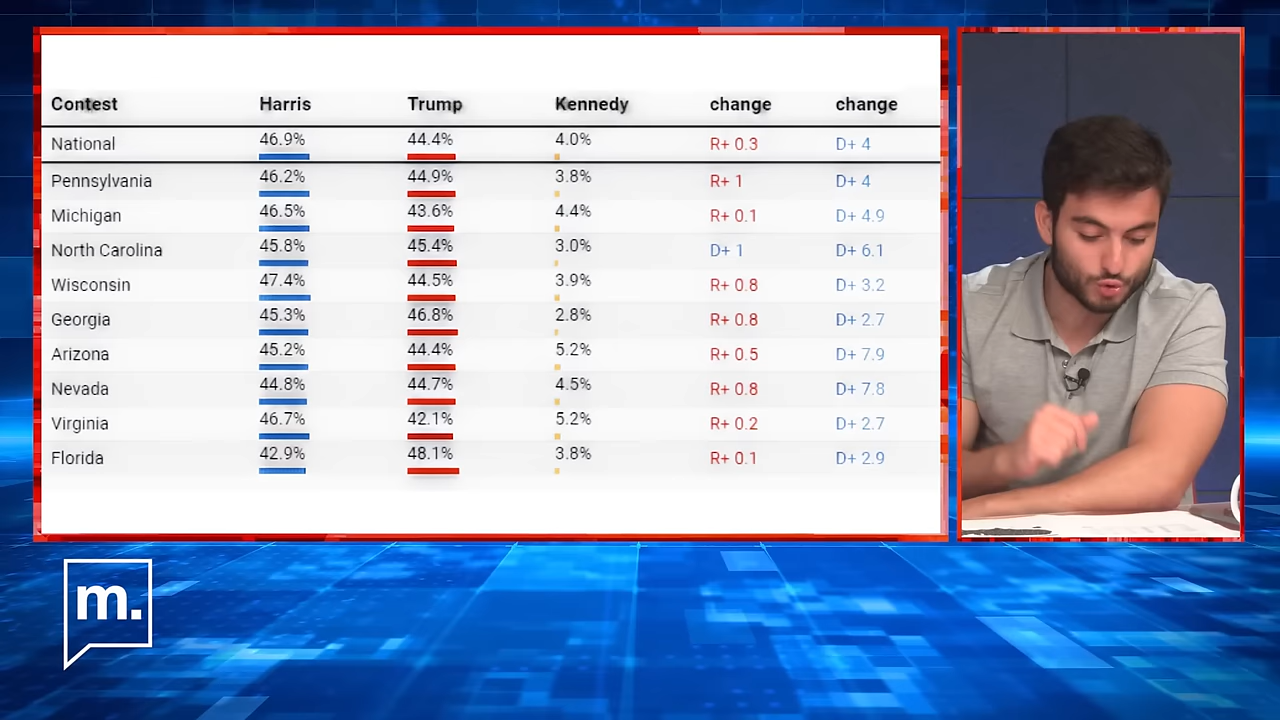 Contest Harris Trump Kennedy change change
National 46.9% 44.4% 4.0% R+ 0.3 D+ 4
Pennsylvania 46.2% 44.9% 3.8% R+ 1 D+ 4
Michigan 46.5% 43.6% 4.4% R+ 0.1 D+ 4.9
North Carolina 45.8% 45.4% 3.0% D+ 1 D+ 6.1
Wisconsin 47.4% 44.5% 3.9% R+ 0.8 D+ 3.2
Georgia 45.3% 46.8% 2.8% R+ 0.8 D+ 2.7
Arizona 45.2% 44.4% 5.2% R+ 0.5 D+ 7.9
Nevada 44.8% 44.7% 4.5% R+ 0.8 D+ 7.8
Virginia 46.7% 42.1% 5.2% R+ 0.2 D+ 2.7
Florida 42.9% 48.1% 3.8% R+ 0.1 D+ 2.9
m.